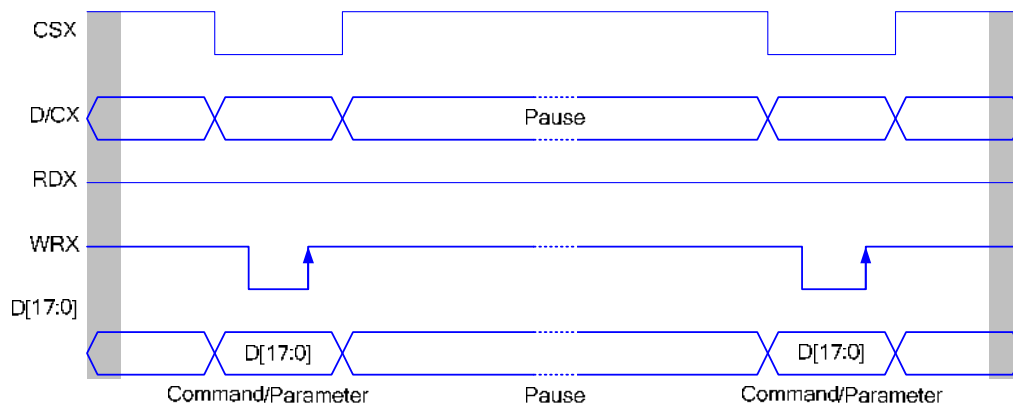 CSX
D/CX
Pause
RDX
WRX
D[17:0]
D[17:0] D[17:0]
Command/Parameter Pause Command/Parameter